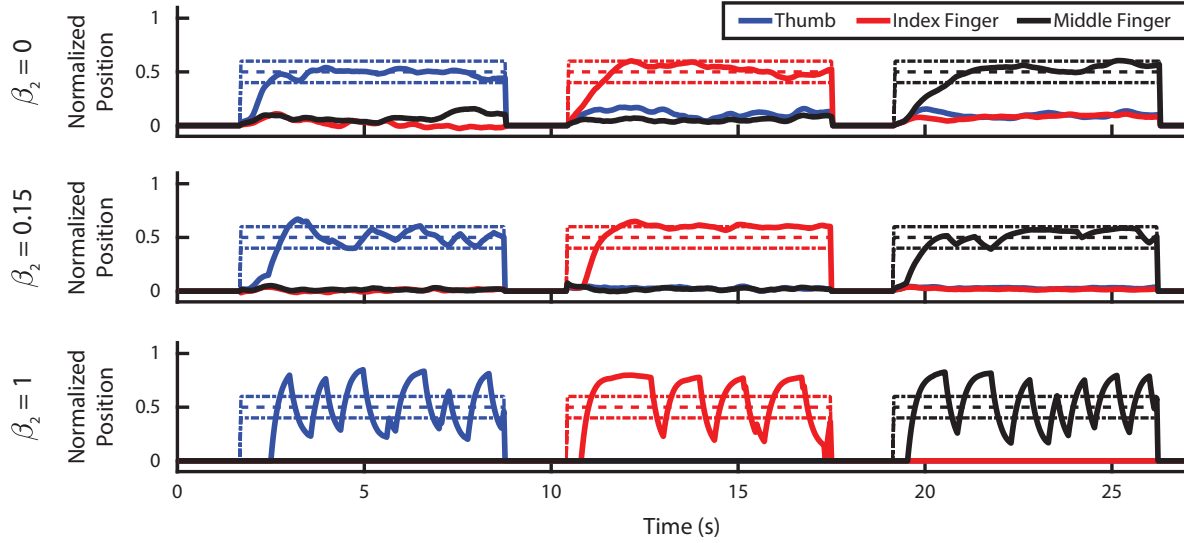 Thumb Index Finger Middle Finger
β₂ = 0
Normalized
Position
1
0.5
0
β₂ = 0.15
Normalized
Position
1
0.5
0
β₂ = 1
Normalized
Position
1
0.5
0
0 5 10 15 20 25
Time (s)